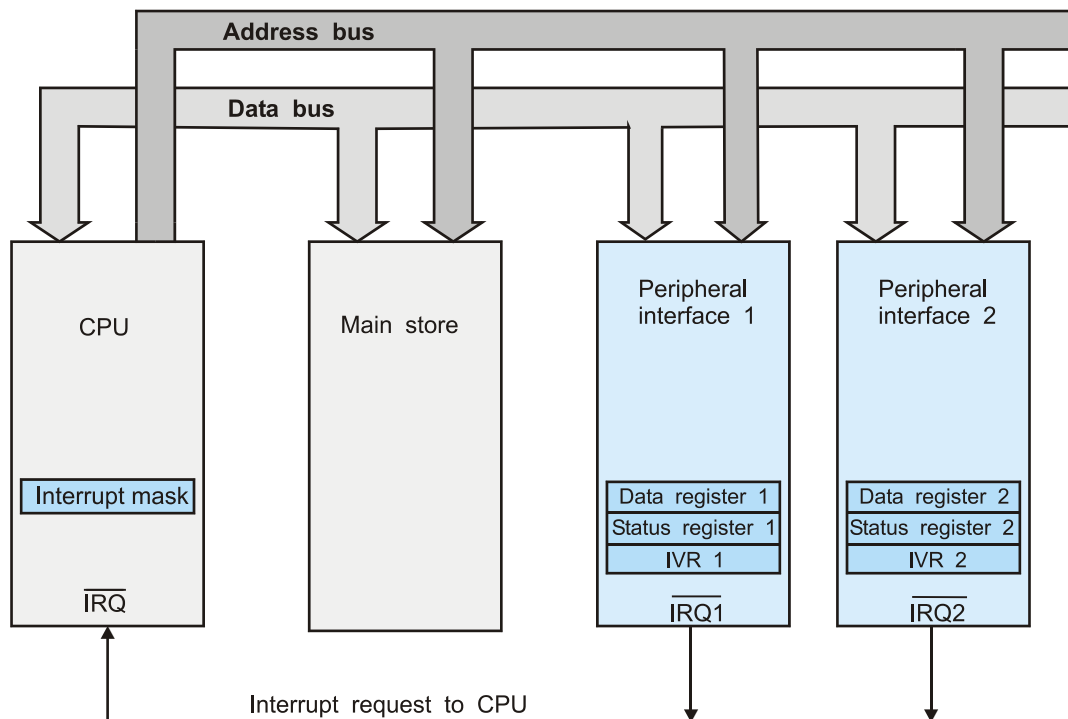 Address bus
Data bus
CPU
Interrupt mask
IRQ
Main store
Peripheral
interface 1
Data register 1
Status register 1
IVR 1
IRQ1
Peripheral
interface 2
Data register 2
Status register 2
IVR 2
IRQ2
Interrupt request to CPU